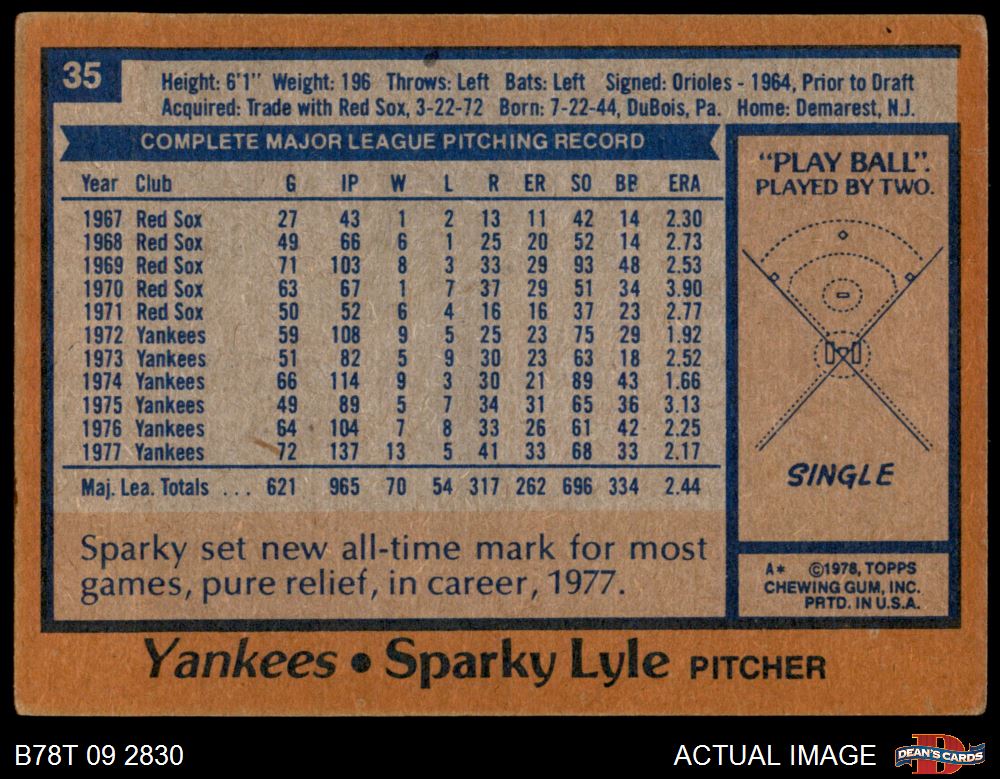 35
Height: 6'1" Weight: 196 Throws: Left Bats: Left Signed: Orioles - 1964, Prior to Draft
Acquired: Trade with Red Sox, 3-22-72 Born: 7-22-44, DuBois, Pa. Home: Demarest, N.J.
COMPLETE MAJOR LEAGUE PITCHING RECORD
Year Club G IP W L R ER SO BB ERA
1967 Red Sox 27 43 1 2 13 11 42 14 2.30
1968 Red Sox 49 66 6 1 25 20 52 14 2.73
1969 Red Sox 71 103 8 3 33 29 93 48 2.53
1970 Red Sox 63 67 1 7 37 29 51 34 3.90
1971 Red Sox 50 52 6 4 16 16 37 23 2.77
1972 Yankees 59 108 9 5 25 23 75 29 1.92
1973 Yankees 51 82 5 9 30 23 63 18 2.52
1974 Yankees 66 114 9 3 30 21 89 43 1.66
1975 Yankees 49 89 5 7 34 31 65 36 3.13
1976 Yankees 64 104 7 8 33 26 61 42 2.25
1977 Yankees 72 137 13 5 41 33 68 33 2.17
Maj. Lea. Totals ... 621 965 70 54 317 262 696 334 2.44
Sparky set new all-time mark for most
games, pure relief, in career, 1977.
"PLAY BALL".
PLAYED BY TWO.
SINGLE
A* ©1978, TOPPS
CHEWING GUM, INC.
PRTD. IN U.S.A.
Yankees • Sparky Lyle PITCHER
B78T 09 2830
ACTUAL IMAGE
D
DEAN'S CARDS